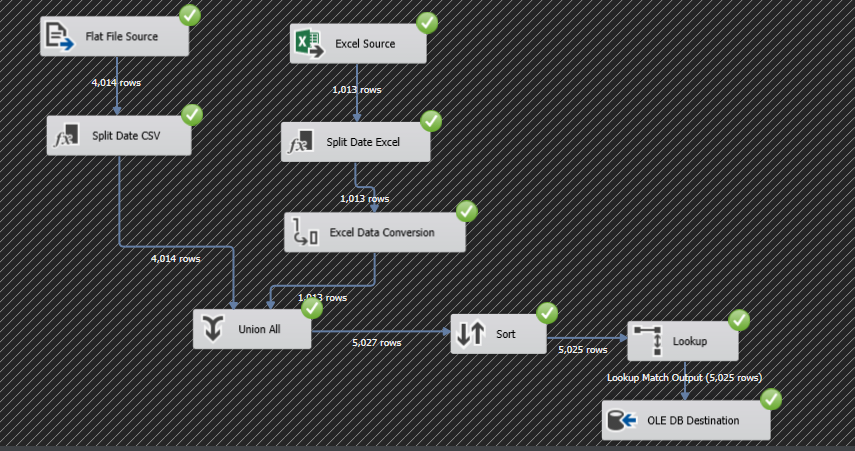 Flat File Source
Excel Source
4,014 rows
1,013 rows
Split Date CSV
Split Date Excel
1,013 rows
Excel Data Conversion
4,014 rows
1,013 rows
Union All
5,027 rows
Sort
5,025 rows
Lookup
Lookup Match Output (5,025 rows)
OLE DB Destination